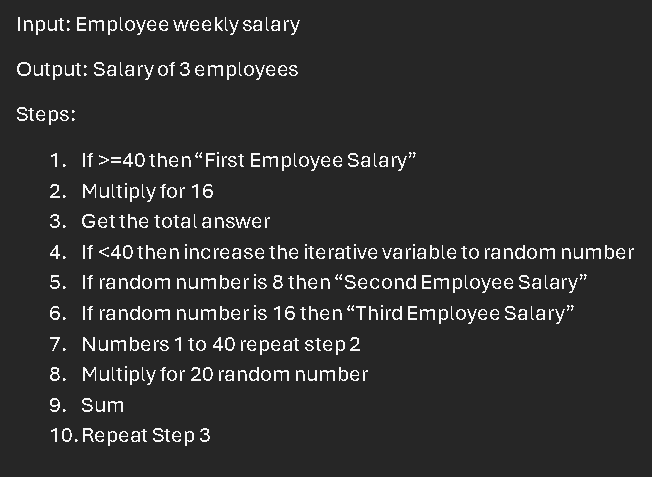 Input: Employee weekly salary
Output: Salary of 3 employees
Steps:
1. If >=40 then “First Employee Salary”
2. Multiply for 16
3. Get the total answer
4. If <40 then increase the iterative variable to random number
5. If random number is 8 then “Second Employee Salary”
6. If random number is 16 then “Third Employee Salary”
7. Numbers 1 to 40 repeat step 2
8. Multiply for 20 random number
9. Sum
10. Repeat Step 3